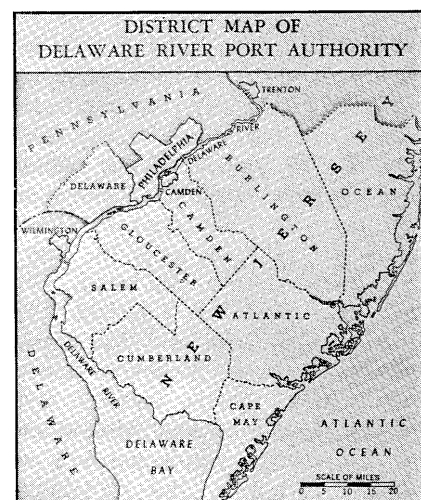 DISTRICT MAP OF
DELAWARE RIVER PORT AUTHORITY
TRENTON
PENNSYLVANIA
PHILADELPHIA
DELAWARE
RIVER
BURLINGTON
OCEAN
DELAWARE
CAMDEN
CAMDEN
WILMINGTON
GLOUCESTER
SALEM
ATLANTIC
NEW JERSEY
CUMBERLAND
DELAWARE RIVER
DELAWARE
CAPE
MAY
DELAWARE
BAY
ATLANTIC
OCEAN
SCALE OF MILES
0 5 10 15 20